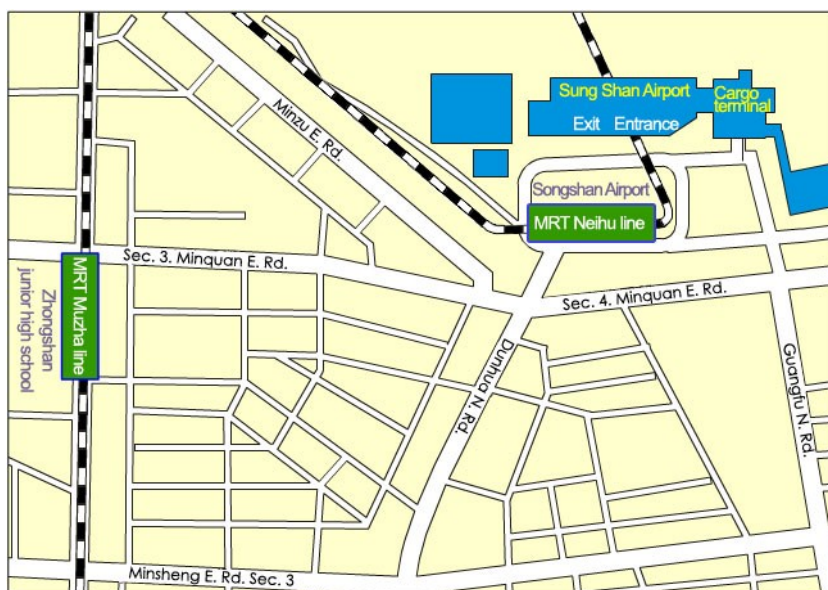 Sung Shan Airport
Cargo
terminal
Exit Entrance
Minzu E. Rd.
Songshan Airport
MRT Neihu line
Sec. 3. Minquan E. Rd.
MRT Muzha line
Zhongshan
junior high school
Sec. 4. Minquan E. Rd.
Dunhua N. Rd.
Guangfu N. Rd.
Minsheng E. Rd. Sec. 3